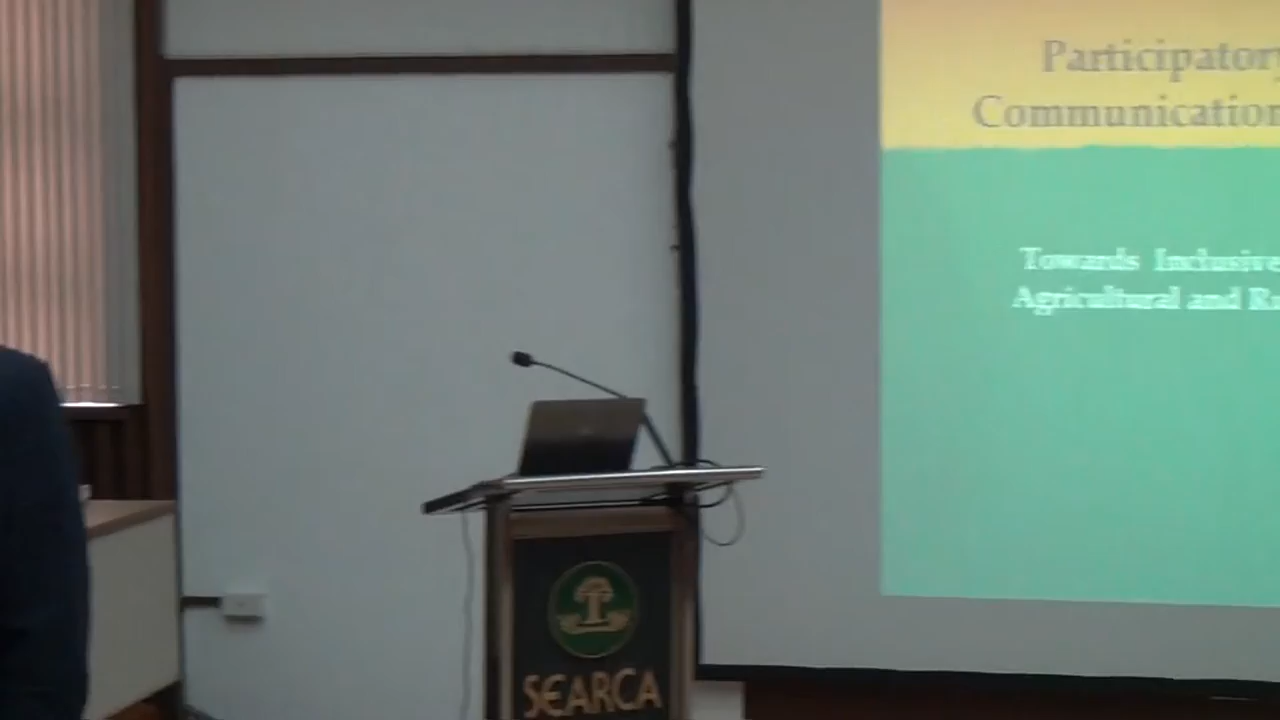 Participatory
Communication
Towards Inclusive
Agricultural and
SEARCA